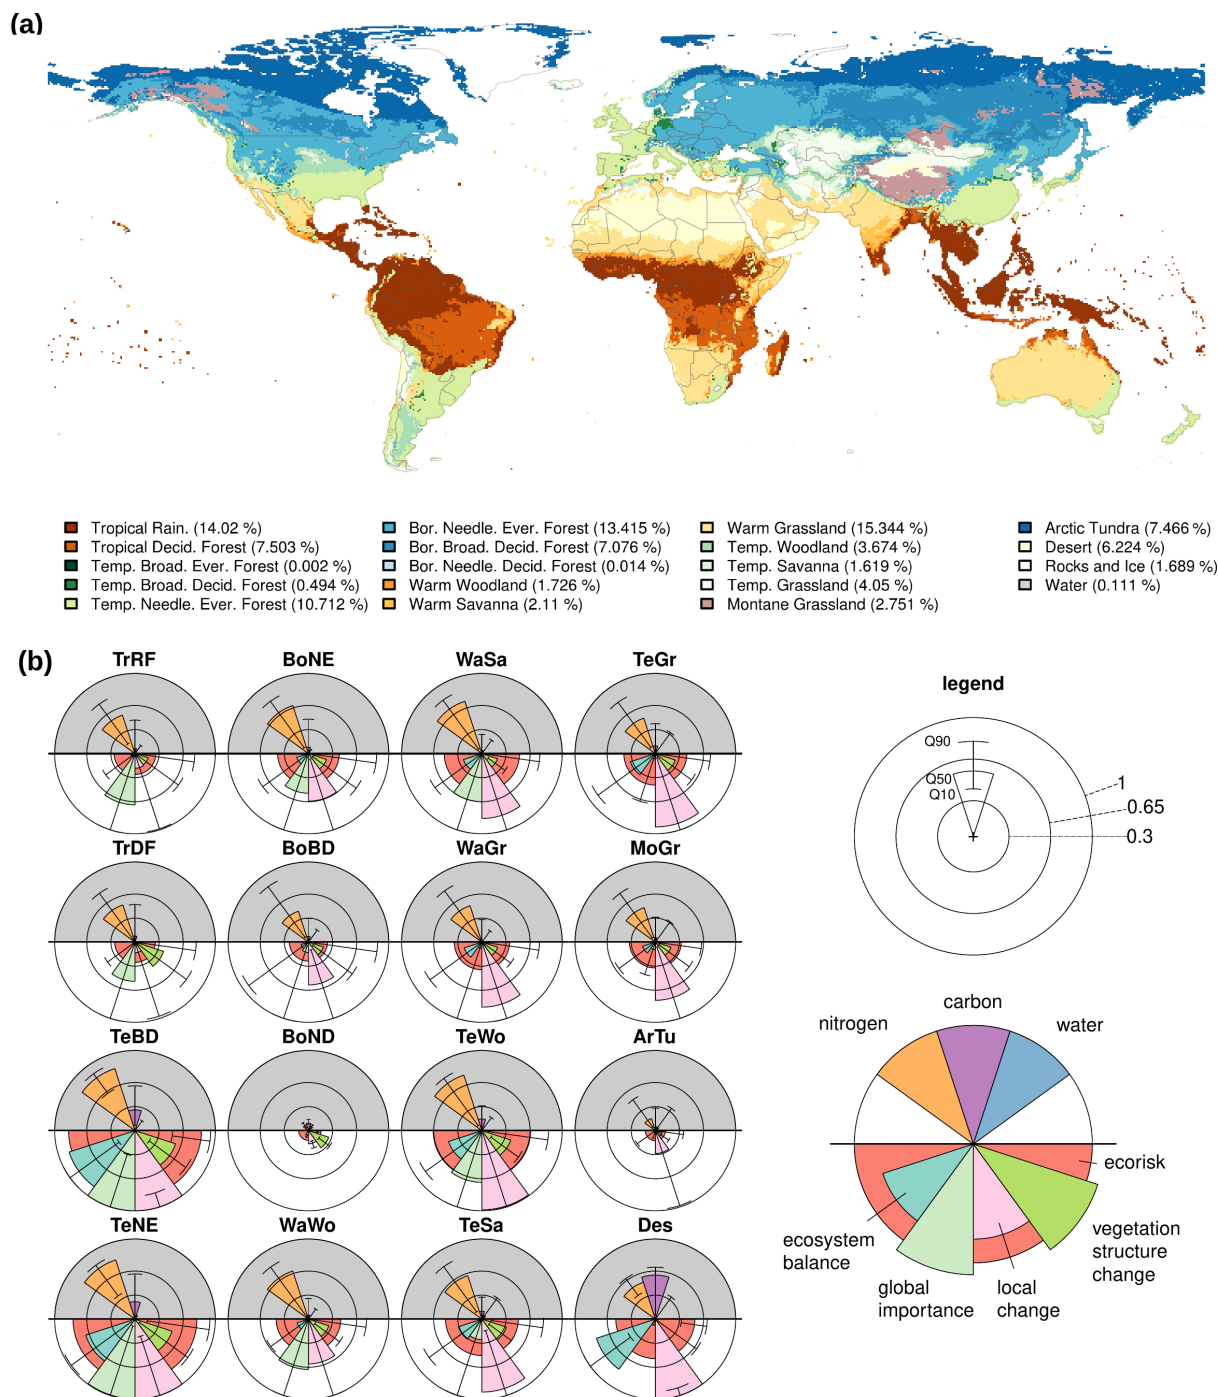 (a)
Tropical Rain. (14.02 %)
Tropical Decid. Forest (7.503 %)
Temp. Broad. Ever. Forest (0.002 %)
Temp. Broad. Decid. Forest (0.494 %)
Temp. Needle. Ever. Forest (10.712 %)
Bor. Needle. Ever. Forest (13.415 %)
Bor. Broad. Decid. Forest (7.076 %)
Bor. Needle. Decid. Forest (0.014 %)
Warm Woodland (1.726 %)
Warm Savanna (2.11 %)
Warm Grassland (15.344 %)
Temp. Woodland (3.674 %)
Temp. Savanna (1.619 %)
Temp. Grassland (4.05 %)
Montane Grassland (2.751 %)
Arctic Tundra (7.466 %)
Desert (6.224 %)
Rocks and Ice (1.689 %)
Water (0.111 %)
(b)
TrRF
BoNE
WaSa
TeGr
TrDF
BoBD
WaGr
MoGr
TeBD
BoND
TeWo
ArTu
TeNE
WaWo
TeSa
Des
legend
Q90
Q50
Q10
1
0.65
0.3
carbon
nitrogen
water
ecorisk
ecosystem
balance
global
importance
local
change
vegetation
structure
change